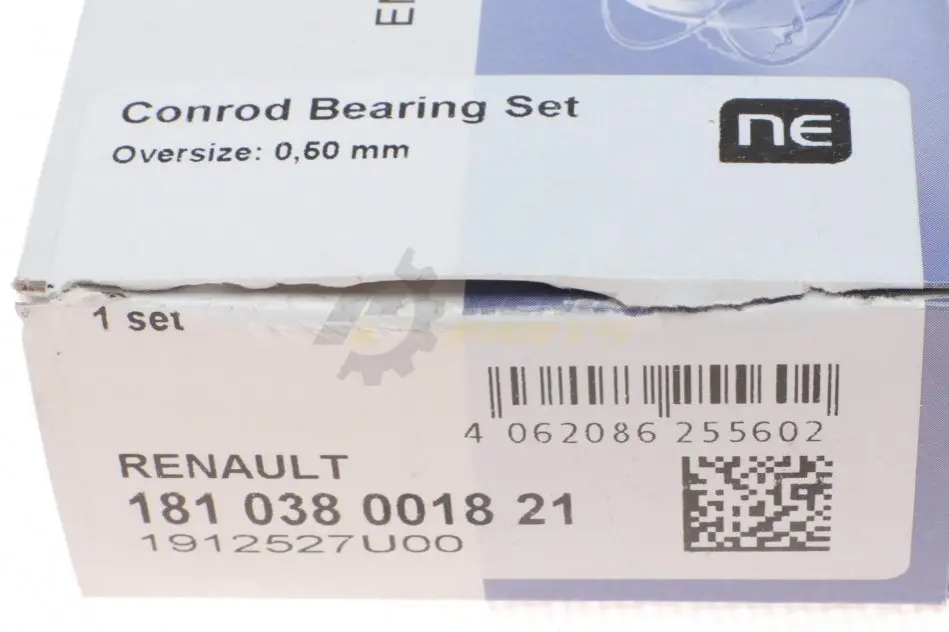 Conrod Bearing Set
Oversize: 0,50 mm
NE
1 set
4 062086 255602
RENAULT
181 038 0018 21
1912527U00